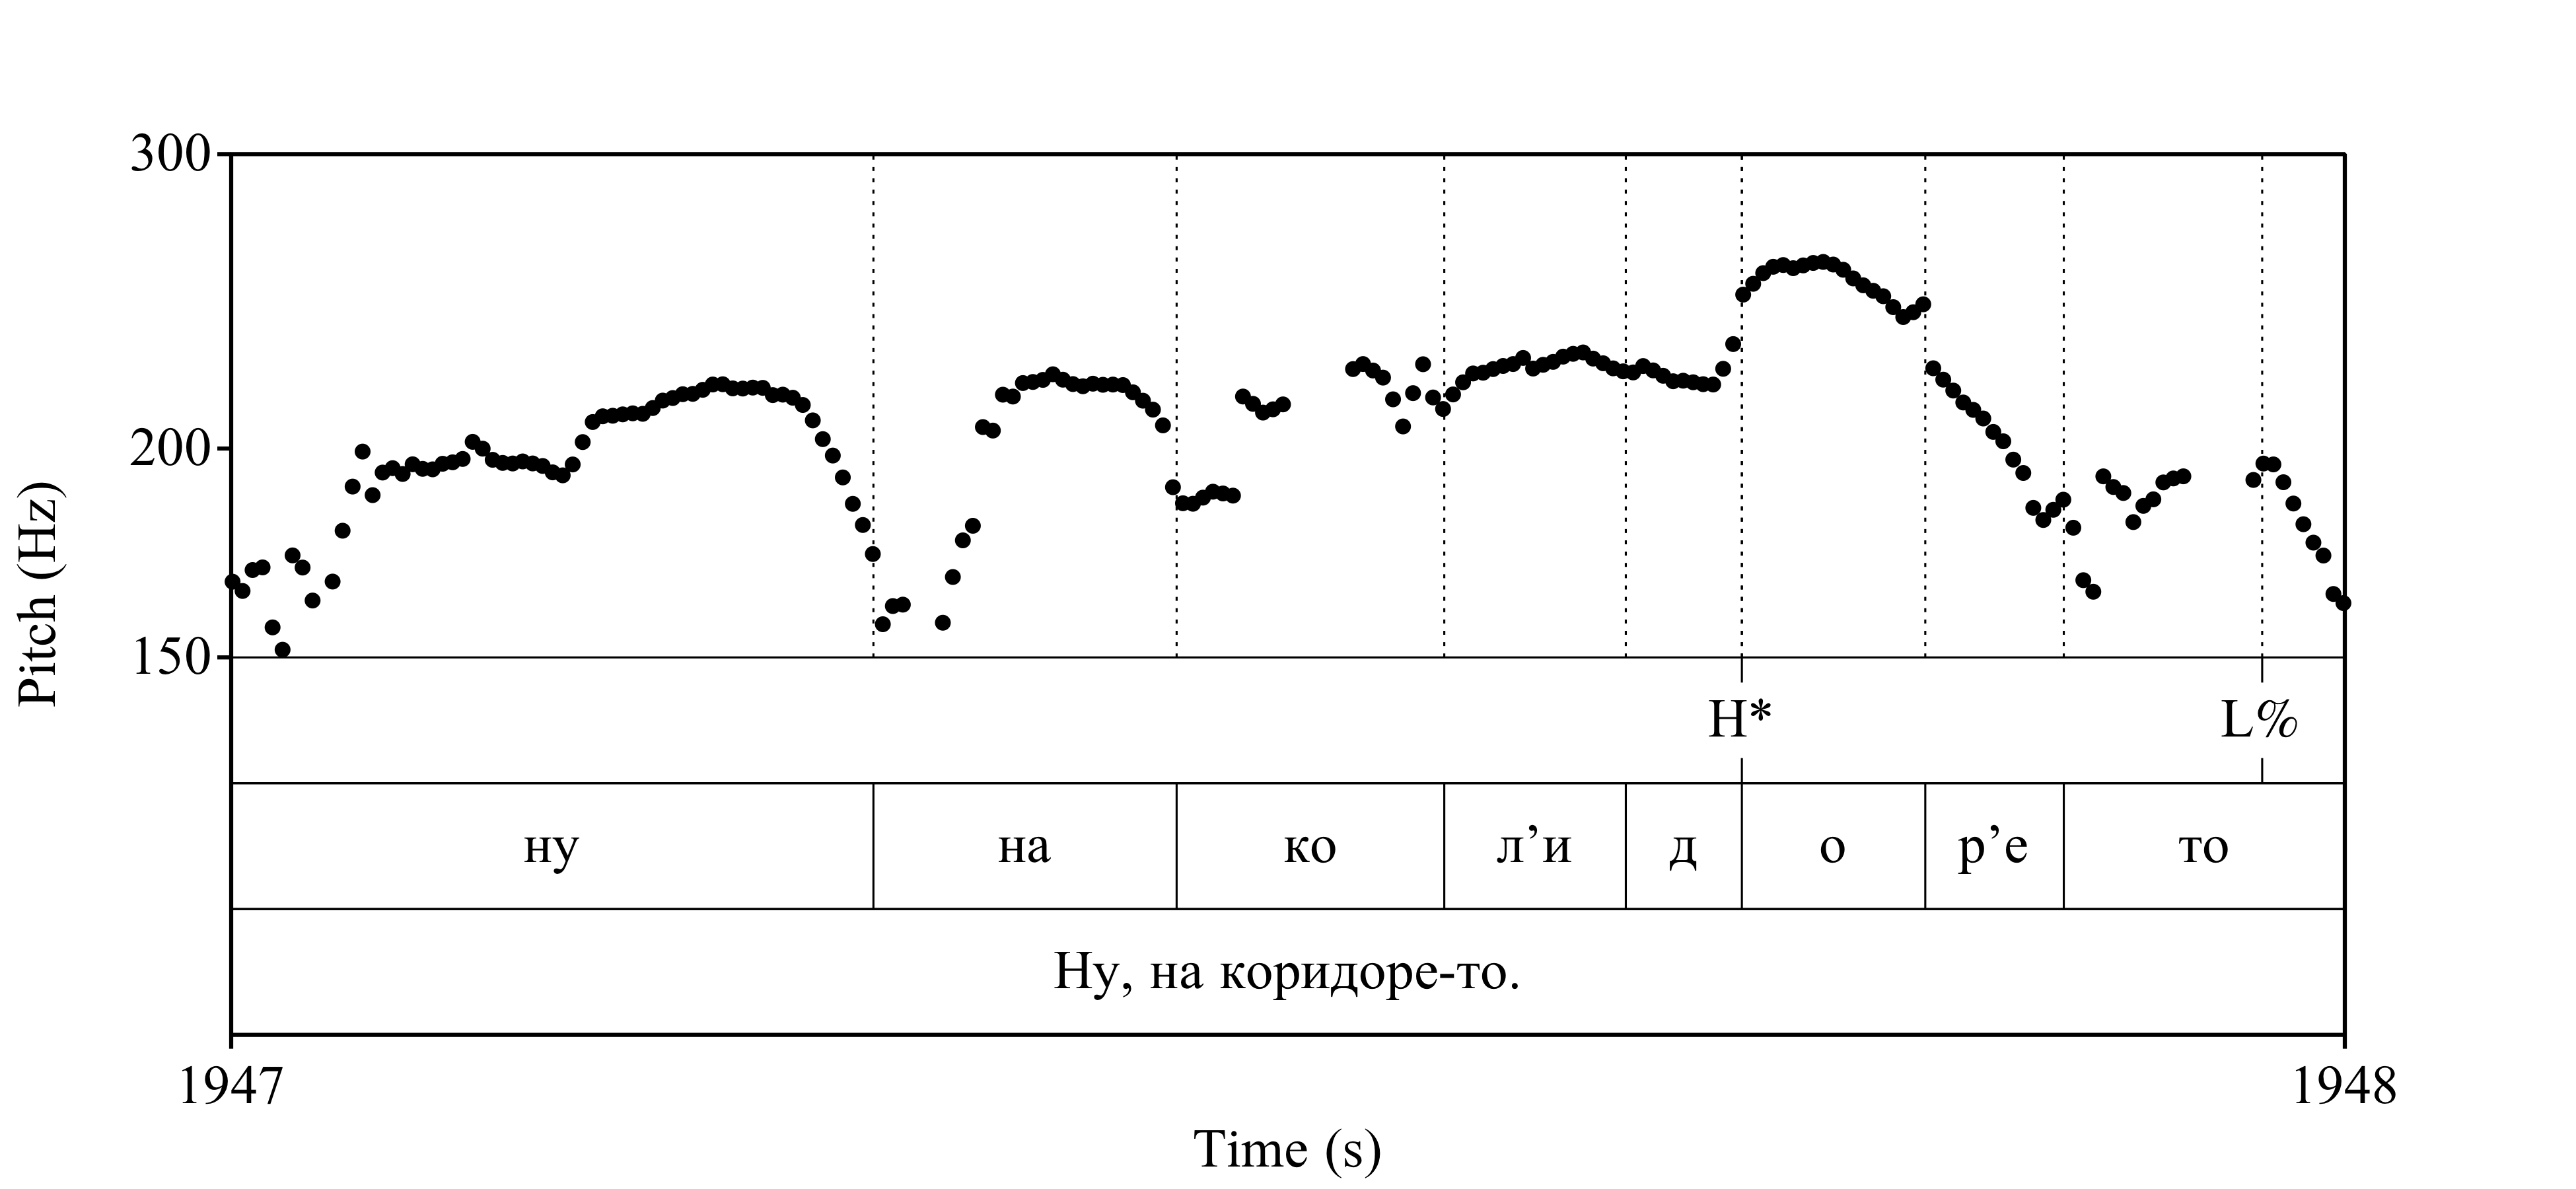 300
200
150
Pitch (Hz)
H* L%
ну на ко л’и д о р’е то
Ну, на коридоре-то.
1947 1948
Time (s)